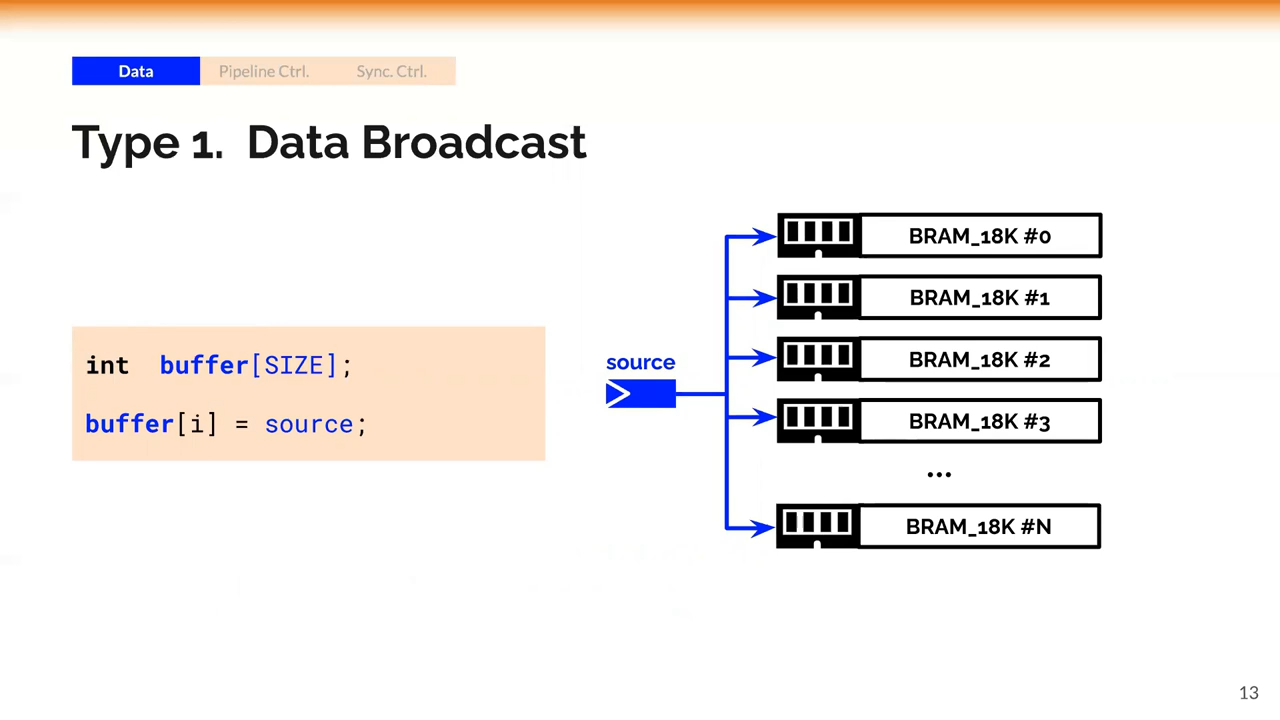 Data Pipeline Ctrl. Sync. Ctrl.
Type 1. Data Broadcast
int buffer[SIZE];
buffer[i] = source;
source
BRAM_18K #0
BRAM_18K #1
BRAM_18K #2
BRAM_18K #3
...
BRAM_18K #N
13